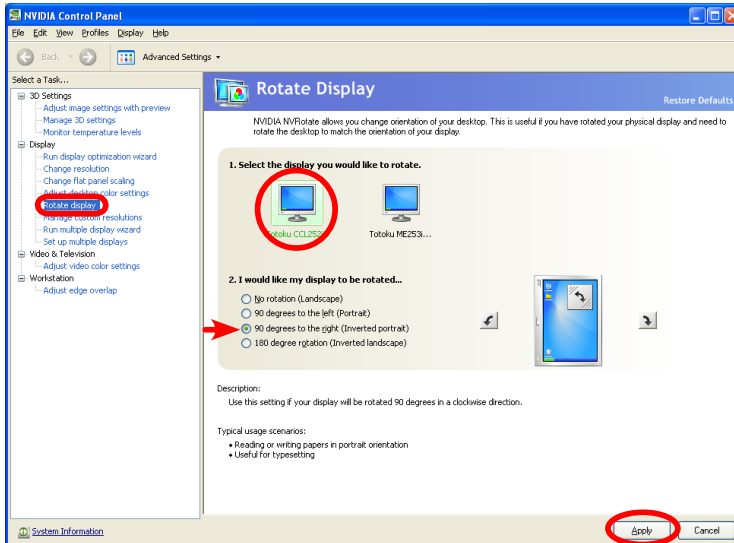 NVIDIA Control Panel
File Edit View Profiles Display Help
Back Advanced Settings
Select a Task...
3D Settings
Adjust image settings with preview
Manage 3D settings
Monitor temperature levels
Display
Run display optimization wizard
Change resolution
Change flat panel scaling
Adjust desktop color settings
Rotate display
Manage custom resolutions
Run multiple display wizard
Set up multiple displays
Video & Television
Adjust video color settings
Workstation
Adjust edge overlap
System Information
Rotate Display
Restore Defaults
NVIDIA NVRotate allows you change orientation of your desktop. This is useful if you have rotated your physical display and need to
rotate the desktop to match the orientation of your display.
1. Select the display you would like to rotate.
Totoku CCL252 Totoku ME253i...
2. I would like my display to be rotated...
No rotation (Landscape)
90 degrees to the left (Portrait)
90 degrees to the right (Inverted portrait)
180 degree rotation (Inverted landscape)
Description:
Use this setting if your display will be rotated 90 degrees in a clockwise direction.
Typical usage scenarios:
• Reading or writing papers in portrait orientation
• Useful for typesetting
Apply Cancel